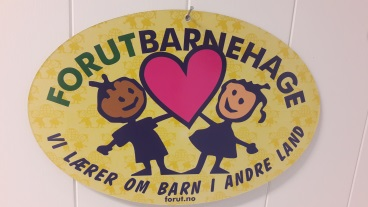 FORUTBARNEHAGE
VI LÆRER OM BARN I ANDRE LAND
forut.no